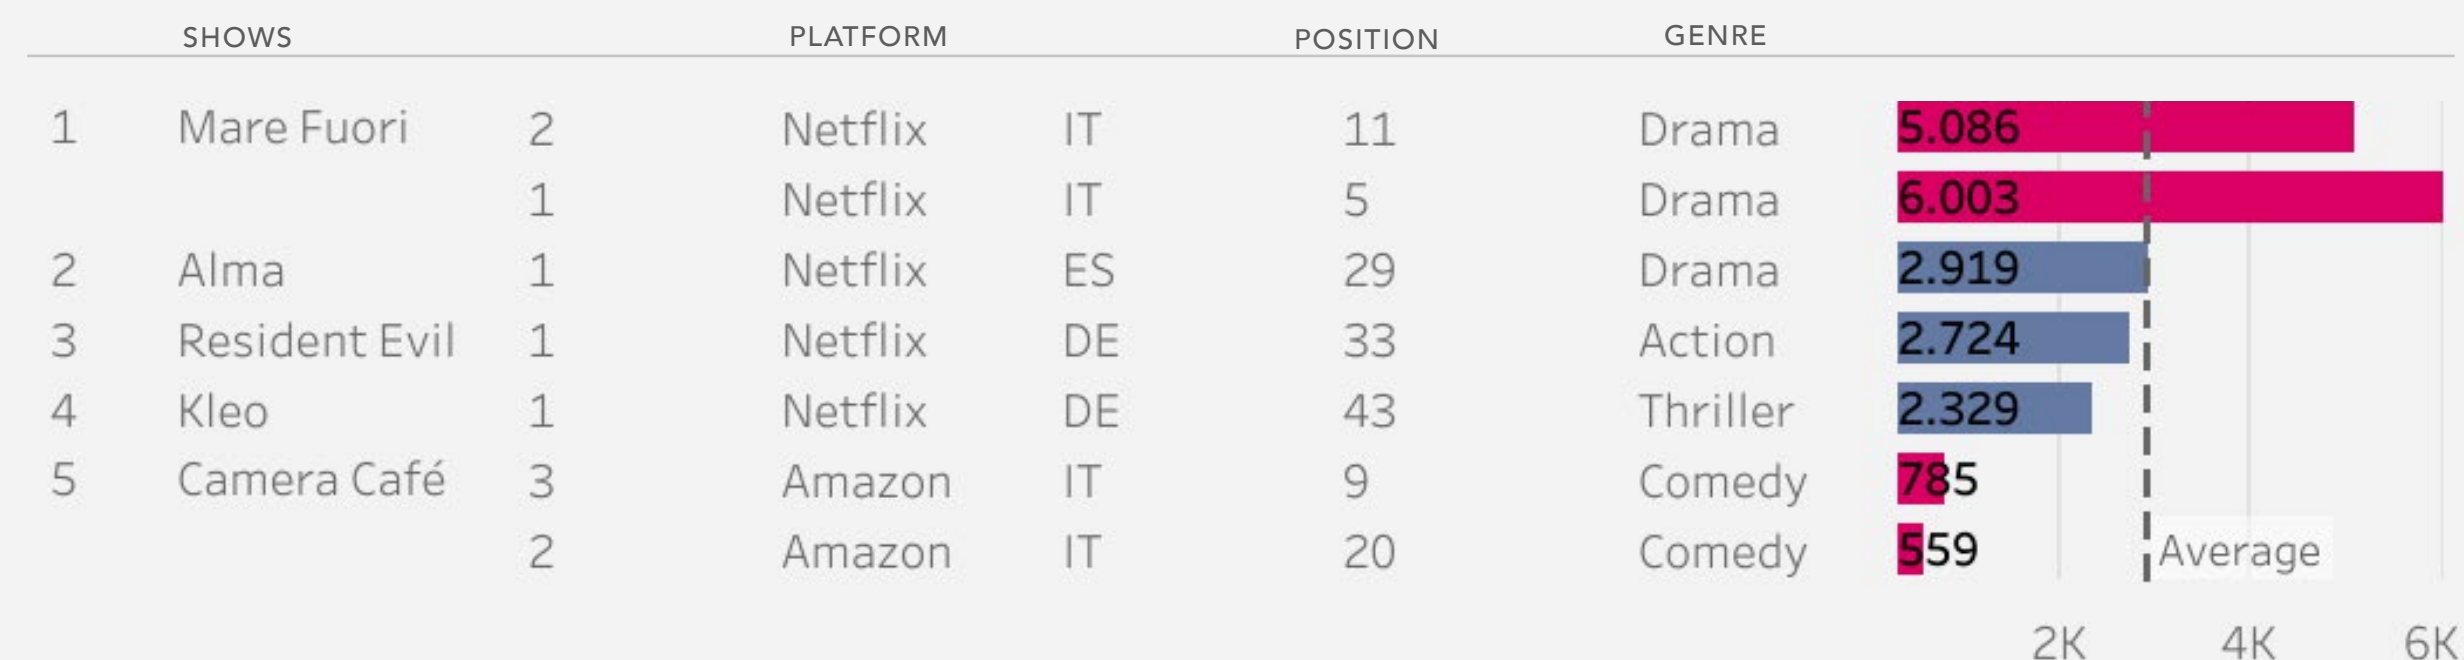 SHOWS PLATFORM POSITION GENRE
1 Mare Fuori 2 Netflix IT 11 Drama 5.086
1 Netflix IT 5 Drama 6.003
2 Alma 1 Netflix ES 29 Drama 2.919
3 Resident Evil 1 Netflix DE 33 Action 2.724
4 Kleo 1 Netflix DE 43 Thriller 2.329
5 Camera Café 3 Amazon IT 9 Comedy 785
2 Amazon IT 20 Comedy 559 Average
2K 4K 6K